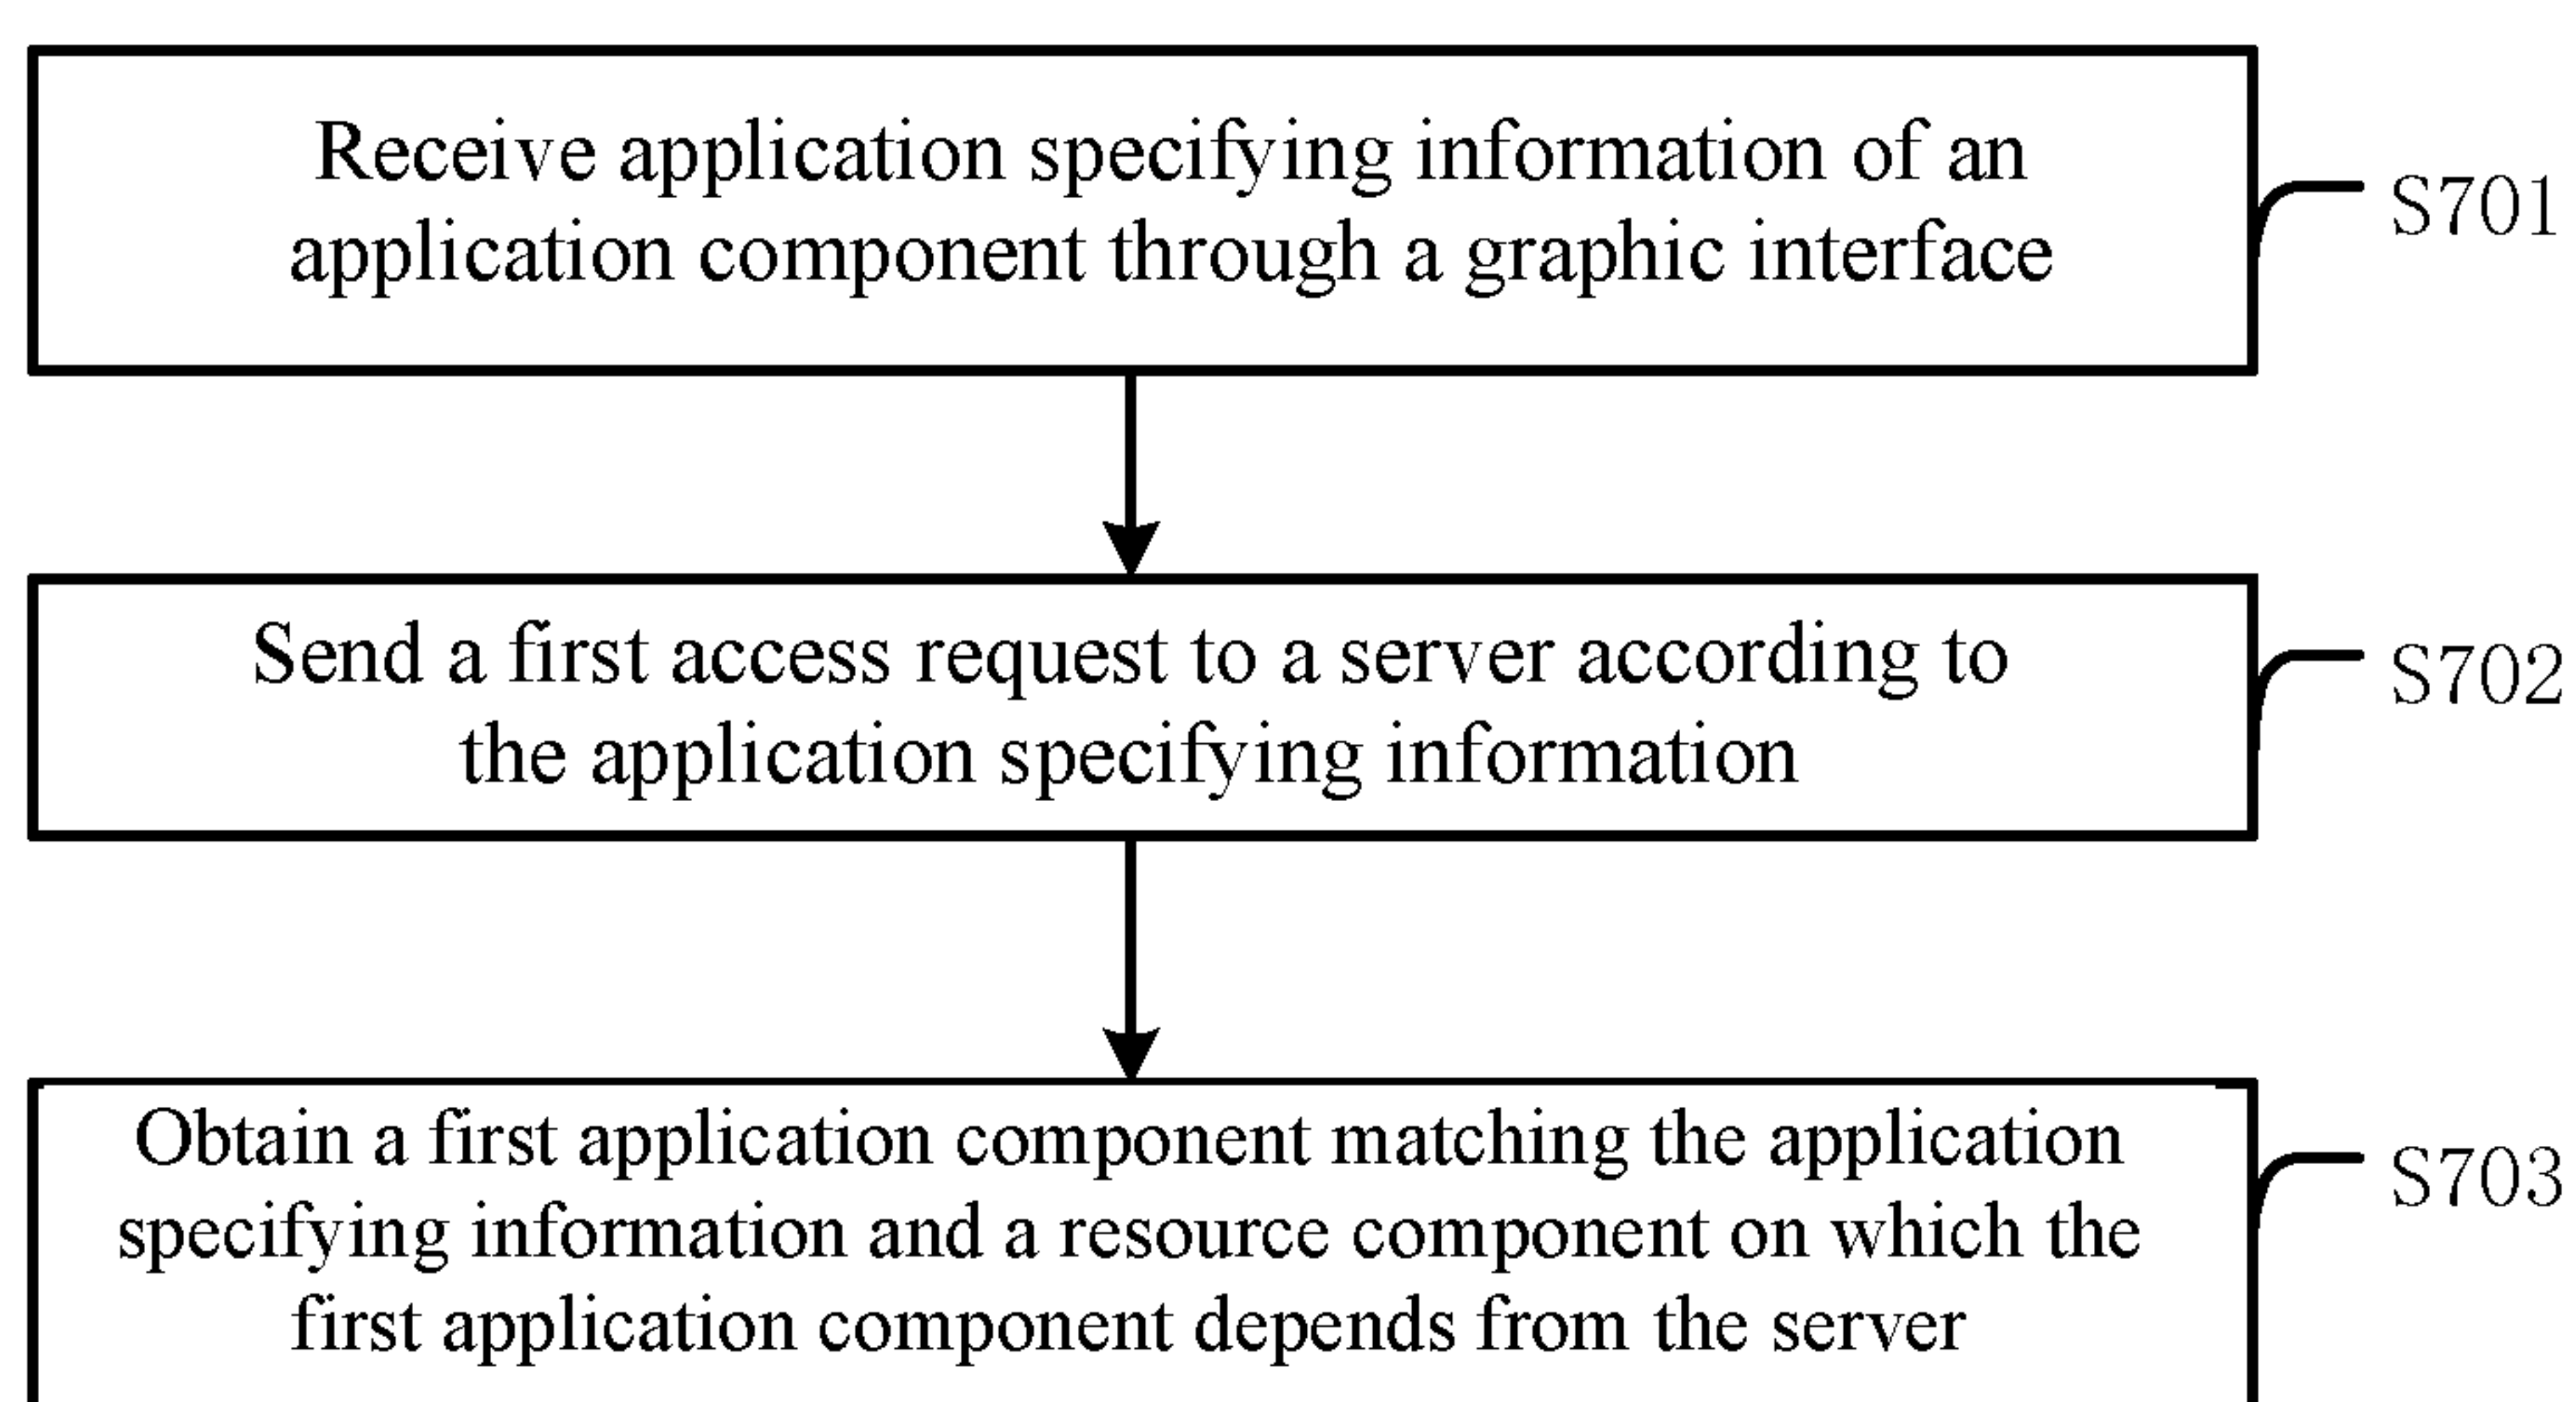 Receive application specifying information of an
application component through a graphic interface
S701
Send a first access request to a server according to
the application specifying information
S702
Obtain a first application component matching the application
specifying information and a resource component on which the
first application component depends from the server
S703